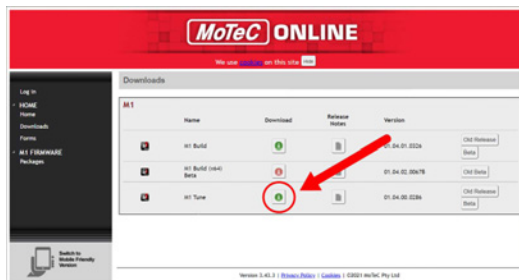 MoTeC ONLINE
We use cookies on this site Hide
Downloads
Log in
HOME
Home
Downloads
Forms
M1 FIRMWARE
Packages
M1
Name Download Release Notes Version
M1 Build 01.04.01.0326 Old Release
Beta
M1 Build (x64) Beta 01.04.02.00678 Old Beta
M1 Tune 01.04.00.0286 Old Release
Beta
Switch to
Mobile Friendly
Version
Version 3.43.3 | Privacy Policy | Cookies | ©2021 MoTeC Pty Ltd